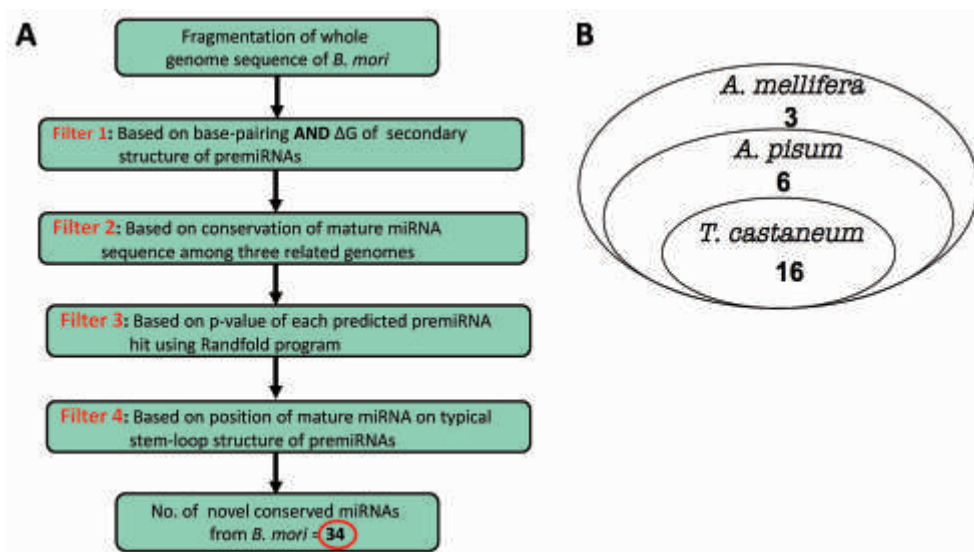 A
Fragmentation of whole
genome sequence of B. mori
Filter 1: Based on base-pairing AND ΔG of secondary
structure of premiRNAs
Filter 2: Based on conservation of mature miRNA
sequence among three related genomes
Filter 3: Based on p-value of each predicted premiRNA
hit using Randfold program
Filter 4: Based on position of mature miRNA on typical
stem-loop structure of premiRNAs
No. of novel conserved miRNAs
from B. mori = 34
B
A. mellifera
3
A. pisum
6
T. castaneum
16